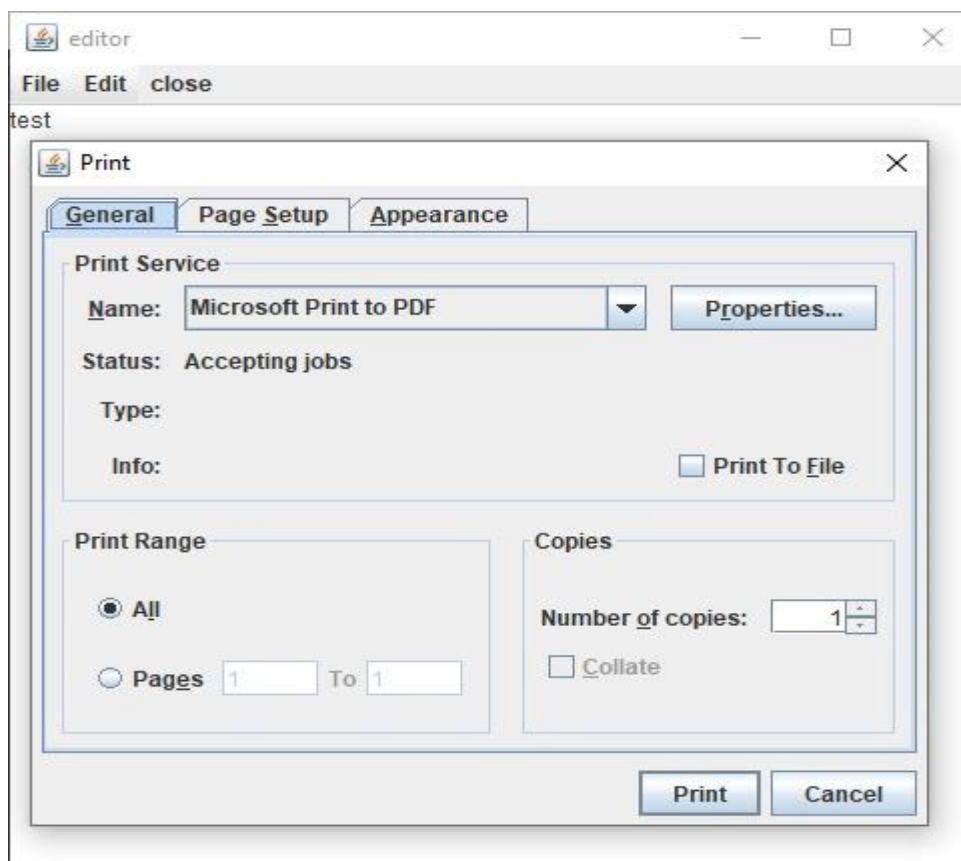 editor
File Edit close
test
Print
General Page Setup Appearance
Print Service
Name: Microsoft Print to PDF Properties...
Status: Accepting jobs
Type:
Info: Print To File
Print Range Copies
All
Number of copies: 1
Collate
Pages 1 To 1
Print Cancel